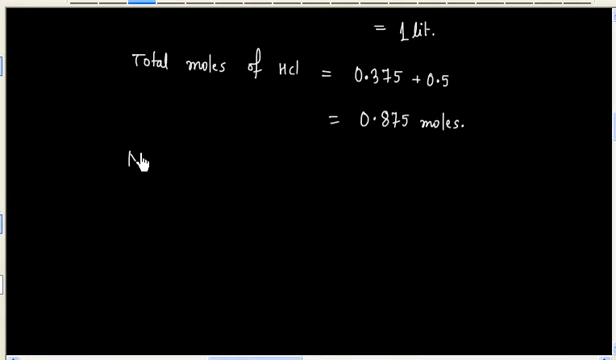 = 1 lit.
Total moles of HCl = 0.375 + 0.5
= 0.875 moles.